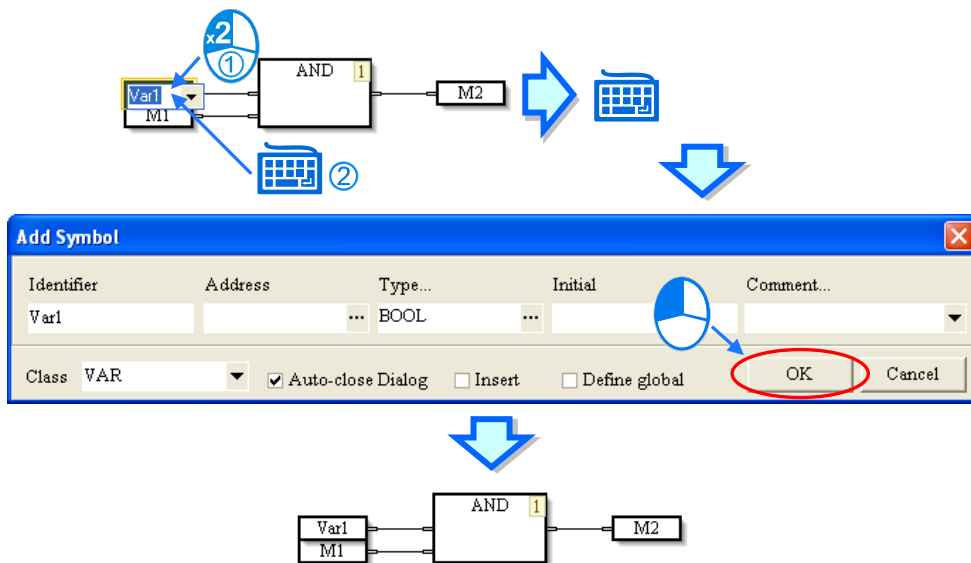 x2
①
AND 1
Var1
M2
M1
②
Add Symbol
Identifier Address Type... Initial Comment...
Var1 ... BOOL ...
Class VAR Auto-close Dialog Insert Define global OK Cancel
AND 1
Var1 M2
M1